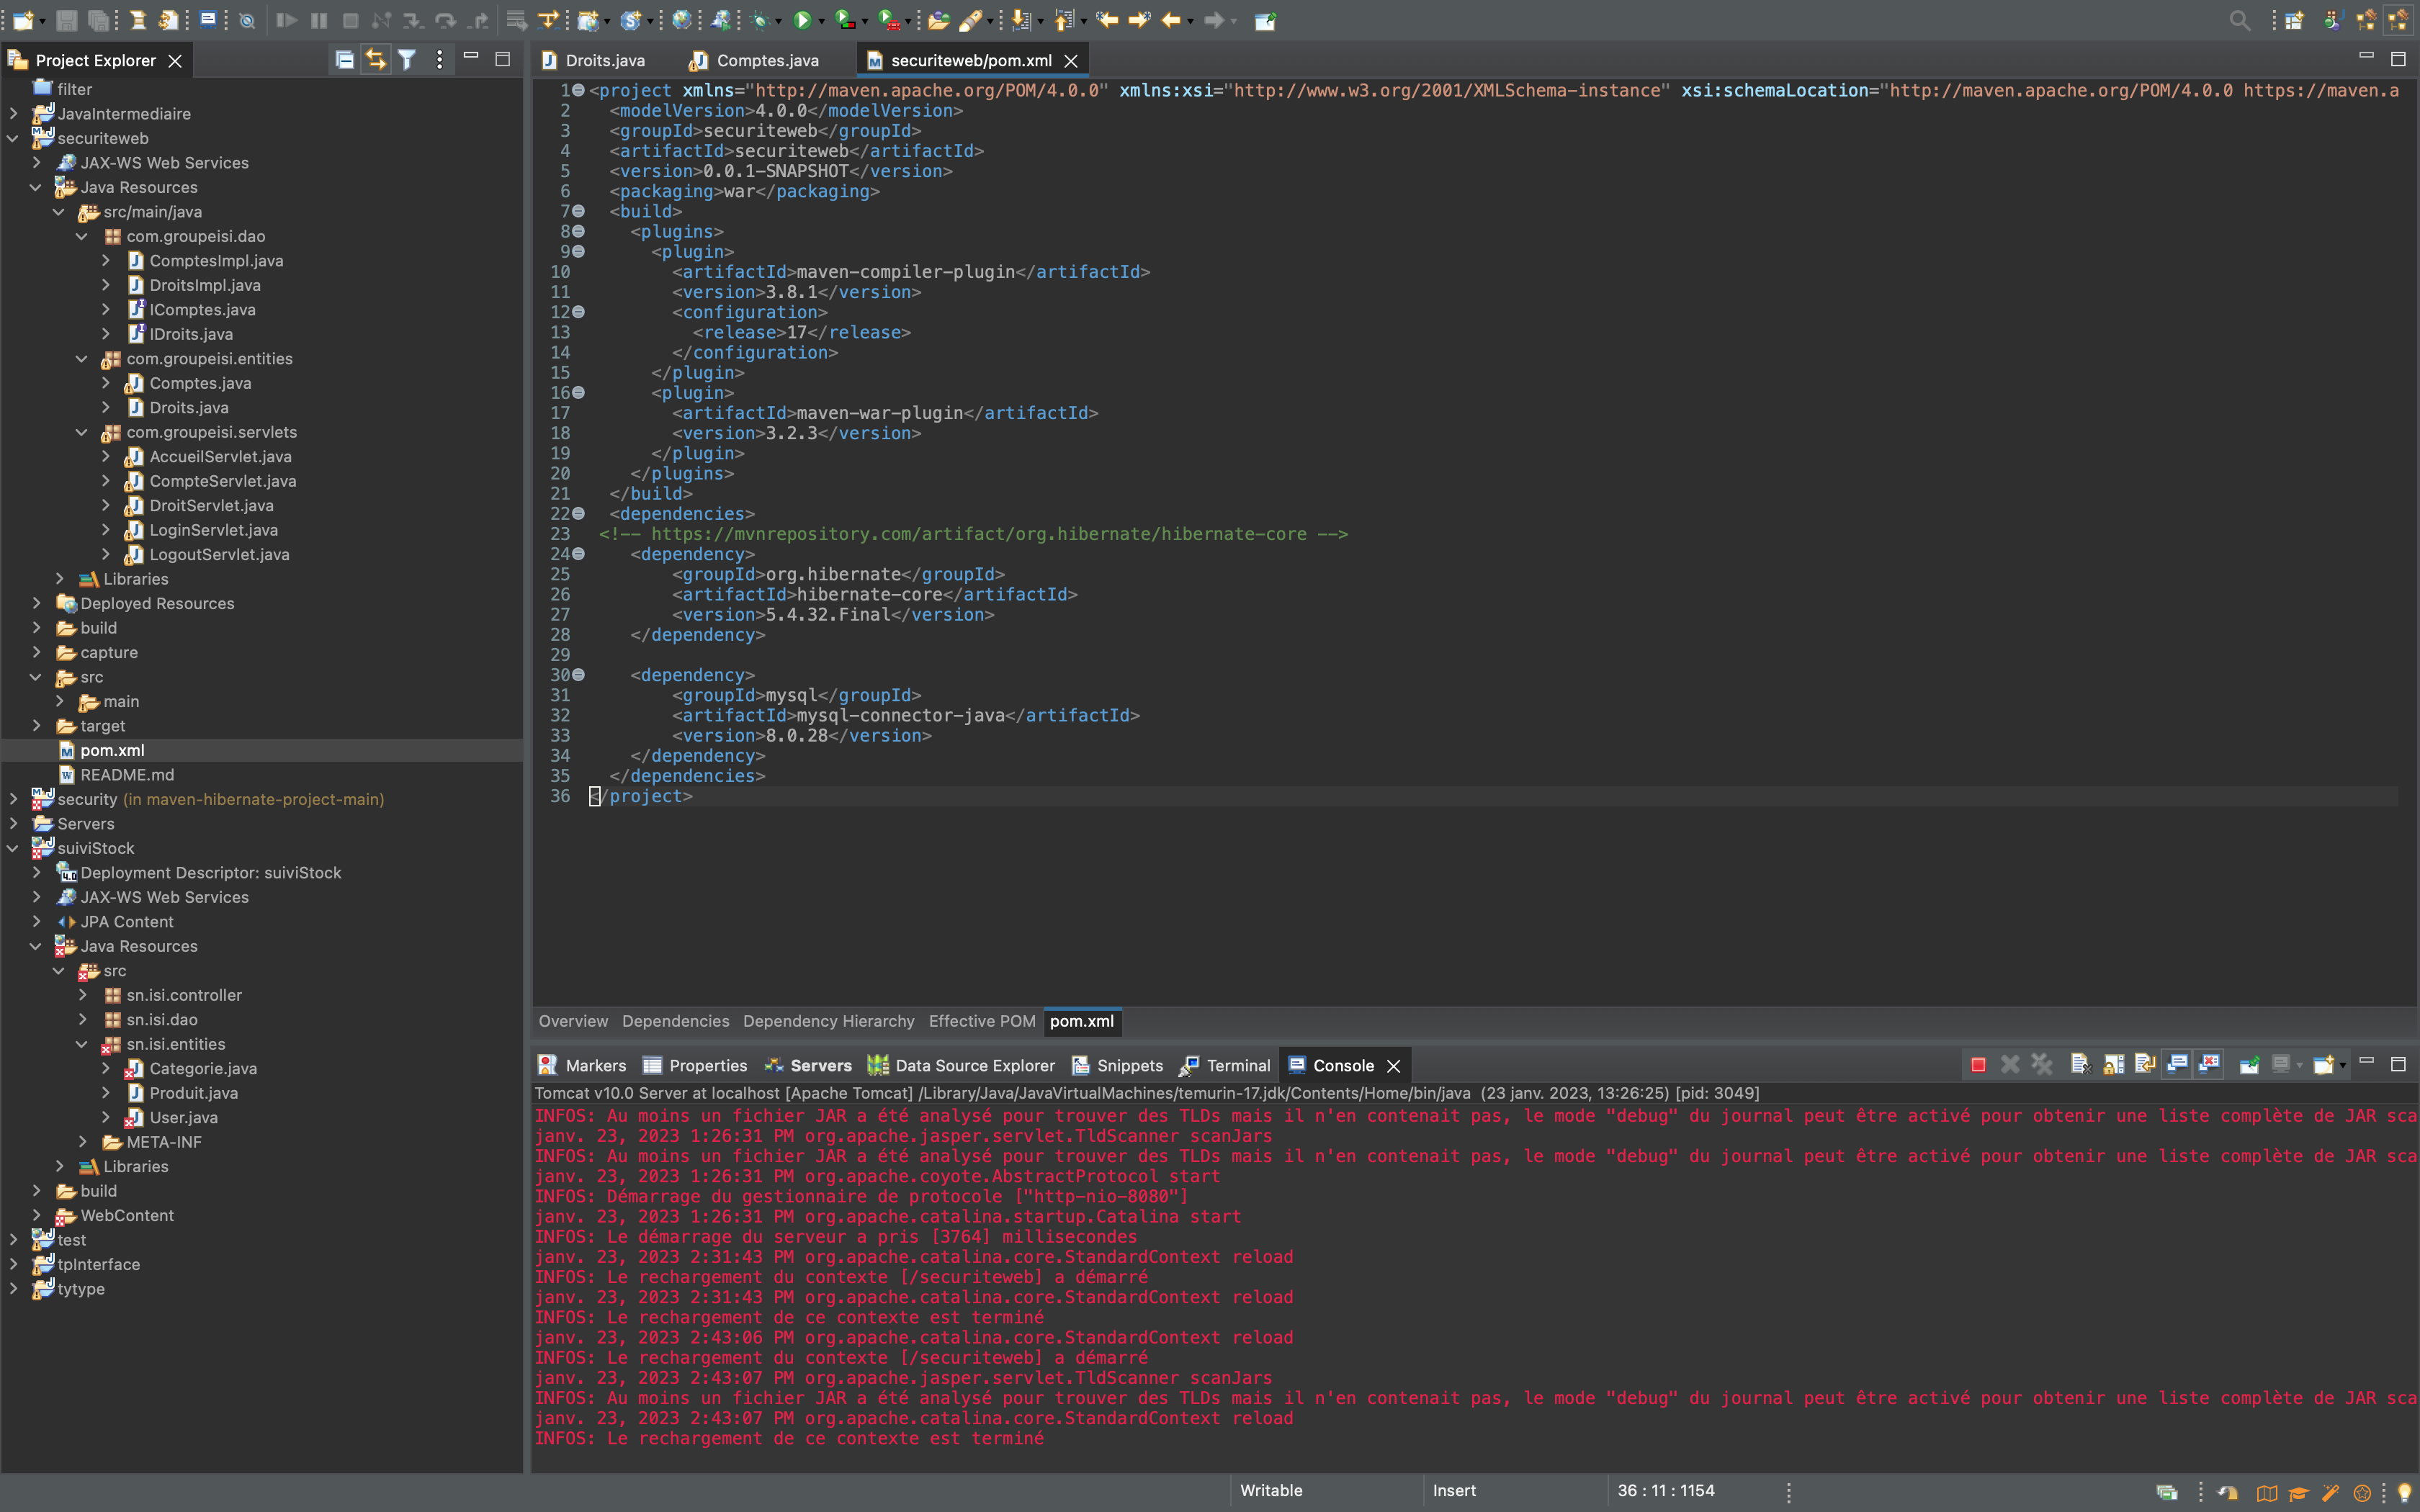 Project Explorer
filter
JavaIntermediaire
securiteweb
JAX-WS Web Services
Java Resources
src/main/java
com.groupeisi.dao
ComptesImpl.java
DroitsImpl.java
IComptes.java
IDroits.java
com.groupeisi.entities
Comptes.java
Droits.java
com.groupeisi.servlets
AccueilServlet.java
CompteServlet.java
DroitServlet.java
LoginServlet.java
LogoutServlet.java
Libraries
Deployed Resources
build
capture
src
main
target
pom.xml
README.md
security (in maven-hibernate-project-main)
Servers
suiviStock
Deployment Descriptor: suiviStock
JAX-WS Web Services
JPA Content
Java Resources
src
sn.isi.controller
sn.isi.dao
sn.isi.entities
Categorie.java
Produit.java
User.java
META-INF
Libraries
build
WebContent
test
tpInterface
tytype
Droits.java Comptes.java securiteweb/pom.xml
1 <project xmlns="http://maven.apache.org/POM/4.0.0" xmlns:xsi="http://www.w3.org/2001/XMLSchema-instance" xsi:schemaLocation="http://maven.apache.org/POM/4.0.0 https://maven.a
2 <modelVersion>4.0.0</modelVersion>
3 <groupId>securiteweb</groupId>
4 <artifactId>securiteweb</artifactId>
5 <version>0.0.1-SNAPSHOT</version>
6 <packaging>war</packaging>
7 <build>
8 <plugins>
9 <plugin>
10 <artifactId>maven-compiler-plugin</artifactId>
11 <version>3.8.1</version>
12 <configuration>
13 <release>17</release>
14 </configuration>
15 </plugin>
16 <plugin>
17 <artifactId>maven-war-plugin</artifactId>
18 <version>3.2.3</version>
19 </plugin>
20 </plugins>
21 </build>
22 <dependencies>
23 <!-- https://mvnrepository.com/artifact/org.hibernate/hibernate-core -->
24 <dependency>
25 <groupId>org.hibernate</groupId>
26 <artifactId>hibernate-core</artifactId>
27 <version>5.4.32.Final</version>
28 </dependency>
29
30 <dependency>
31 <groupId>mysql</groupId>
32 <artifactId>mysql-connector-java</artifactId>
33 <version>8.0.28</version>
34 </dependency>
35 </dependencies>
36 </project>
Overview Dependencies Dependency Hierarchy Effective POM pom.xml
Markers Properties Servers Data Source Explorer Snippets Terminal Console
Tomcat v10.0 Server at localhost [Apache Tomcat] /Library/Java/JavaVirtualMachines/temurin-17.jdk/Contents/Home/bin/java (23 janv. 2023, 13:26:25) [pid: 3049]
INFOS: Au moins un fichier JAR a été analysé pour trouver des TLDs mais il n'en contenait pas, le mode "debug" du journal peut être activé pour obtenir une liste complète de JAR sca
janv. 23, 2023 1:26:31 PM org.apache.jasper.servlet.TldScanner scanJars
INFOS: Au moins un fichier JAR a été analysé pour trouver des TLDs mais il n'en contenait pas, le mode "debug" du journal peut être activé pour obtenir une liste complète de JAR sca
janv. 23, 2023 1:26:31 PM org.apache.coyote.AbstractProtocol start
INFOS: Démarrage du gestionnaire de protocole ["http-nio-8080"]
janv. 23, 2023 1:26:31 PM org.apache.catalina.startup.Catalina start
INFOS: Le démarrage du serveur a pris [3764] millisecondes
janv. 23, 2023 2:31:43 PM org.apache.catalina.core.StandardContext reload
INFOS: Le rechargement du contexte [/securiteweb] a démarré
janv. 23, 2023 2:31:43 PM org.apache.catalina.core.StandardContext reload
INFOS: Le rechargement de ce contexte est terminé
janv. 23, 2023 2:43:06 PM org.apache.catalina.core.StandardContext reload
INFOS: Le rechargement du contexte [/securiteweb] a démarré
janv. 23, 2023 2:43:07 PM org.apache.jasper.servlet.TldScanner scanJars
INFOS: Au moins un fichier JAR a été analysé pour trouver des TLDs mais il n'en contenait pas, le mode "debug" du journal peut être activé pour obtenir une liste complète de JAR sca
janv. 23, 2023 2:43:07 PM org.apache.catalina.core.StandardContext reload
INFOS: Le rechargement de ce contexte est terminé
Writable Insert 36 : 11 : 1154